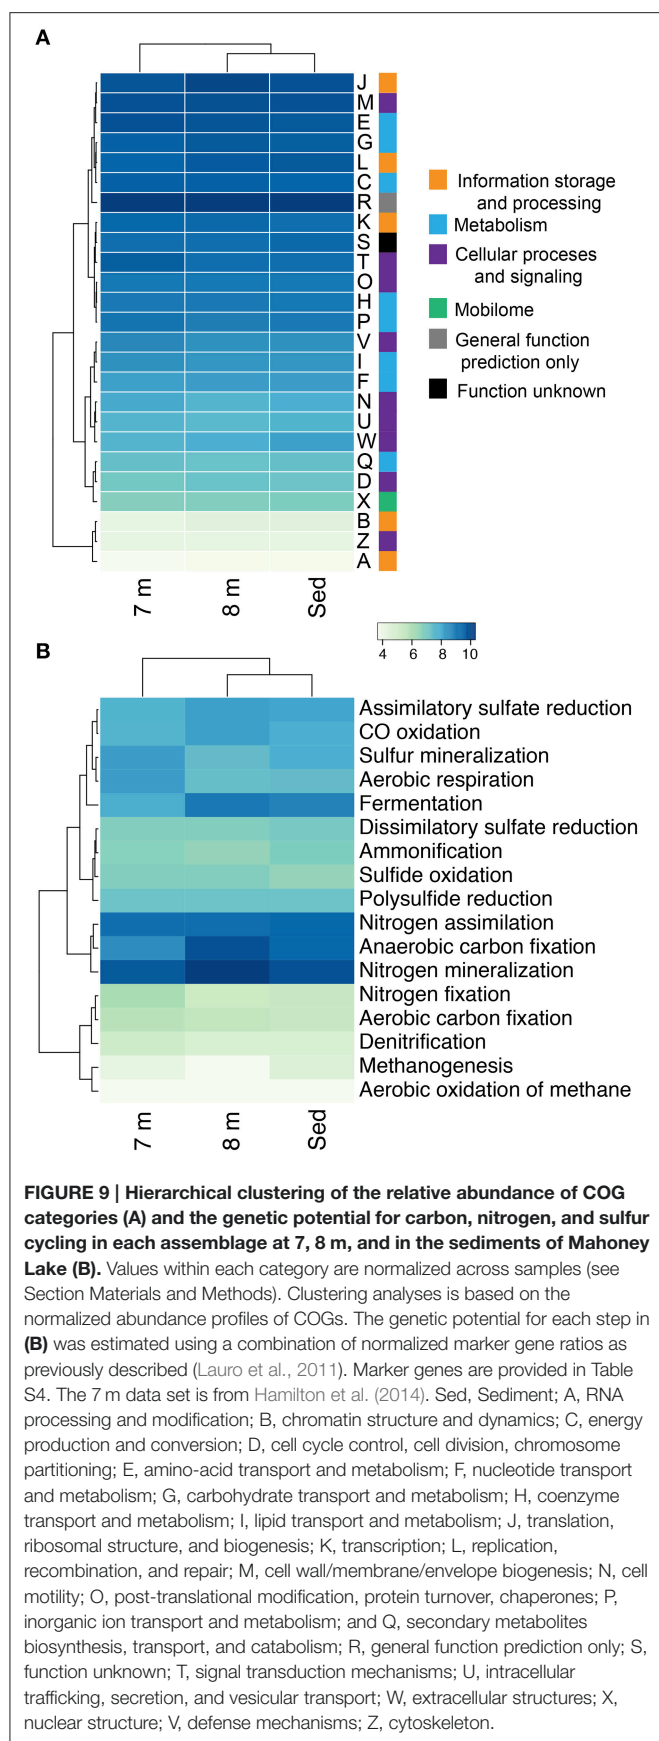 A
J
M
E
G
L
C
R
K
S
T
O
H
P
V
I
F
N
U
W
Q
D
X
B
Z
A
7 m
8 m
Sed
Information storage
and processing
Metabolism
Cellular proceses
and signaling
Mobilome
General function
prediction only
Function unknown
4 6 8 10
B
Assimilatory sulfate reduction
CO oxidation
Sulfur mineralization
Aerobic respiration
Fermentation
Dissimilatory sulfate reduction
Ammonification
Sulfide oxidation
Polysulfide reduction
Nitrogen assimilation
Anaerobic carbon fixation
Nitrogen mineralization
Nitrogen fixation
Aerobic carbon fixation
Denitrification
Methanogenesis
Aerobic oxidation of methane
7 m
8 m
Sed
FIGURE 9 | Hierarchical clustering of the relative abundance of COG
categories (A) and the genetic potential for carbon, nitrogen, and sulfur
cycling in each assemblage at 7, 8 m, and in the sediments of Mahoney
Lake (B). Values within each category are normalized across samples (see
Section Materials and Methods). Clustering analyses is based on the
normalized abundance profiles of COGs. The genetic potential for each step in
(B) was estimated using a combination of normalized marker gene ratios as
previously described (Lauro et al., 2011). Marker genes are provided in Table
S4. The 7 m data set is from Hamilton et al. (2014). Sed, Sediment; A, RNA
processing and modification; B, chromatin structure and dynamics; C, energy
production and conversion; D, cell cycle control, cell division, chromosome
partitioning; E, amino-acid transport and metabolism; F, nucleotide transport
and metabolism; G, carbohydrate transport and metabolism; H, coenzyme
transport and metabolism; I, lipid transport and metabolism; J, translation,
ribosomal structure, and biogenesis; K, transcription; L, replication,
recombination, and repair; M, cell wall/membrane/envelope biogenesis; N, cell
motility; O, post-translational modification, protein turnover, chaperones; P,
inorganic ion transport and metabolism; and Q, secondary metabolites
biosynthesis, transport, and catabolism; R, general function prediction only; S,
function unknown; T, signal transduction mechanisms; U, intracellular
trafficking, secretion, and vesicular transport; W, extracellular structures; X,
nuclear structure; V, defense mechanisms; Z, cytoskeleton.